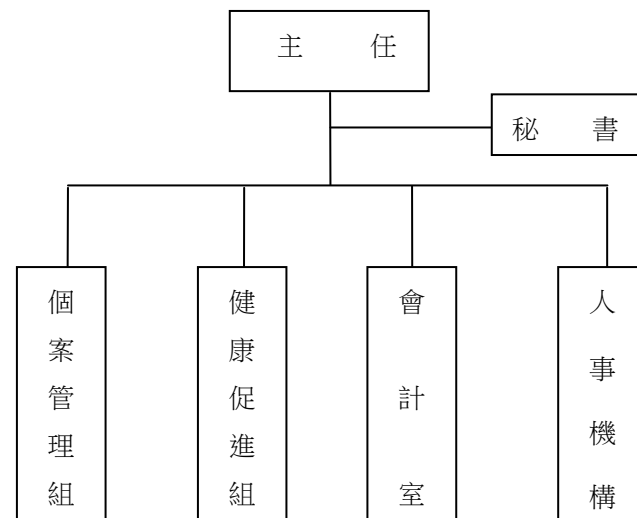 主任
秘書
個案管理組
健康促進組
會計室
人事機構